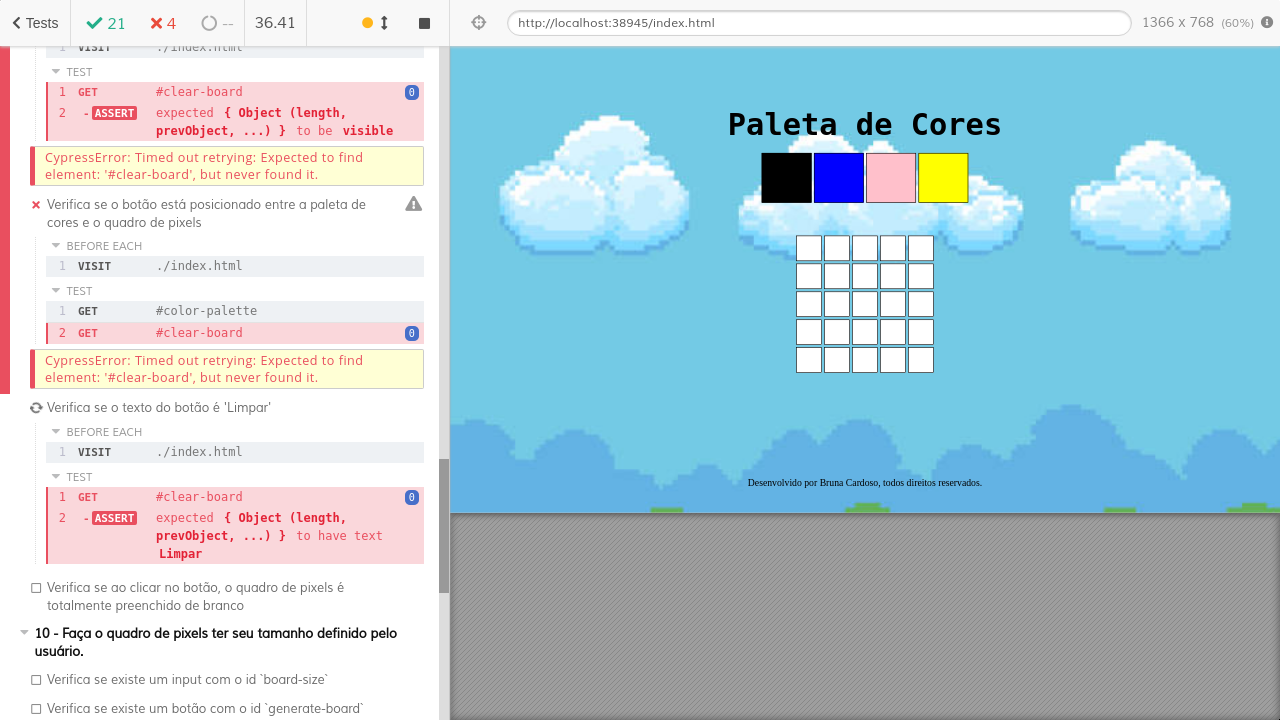 Tests
21
4
--
36.41
http://localhost:38945/index.html
1366 x 768 (60%)
1 VISIT ./index.html
TEST
1 GET #clear-board 0
2 - ASSERT expected { Object (length,
prevObject, ...) } to be visible
CypressError: Timed out retrying: Expected to find
element: '#clear-board', but never found it.
Verifica se o botão está posicionado entre a paleta de
cores e o quadro de pixels
BEFORE EACH
1 VISIT ./index.html
TEST
1 GET #color-palette
2 GET #clear-board 0
CypressError: Timed out retrying: Expected to find
element: '#clear-board', but never found it.
Verifica se o texto do botão é 'Limpar'
BEFORE EACH
1 VISIT ./index.html
TEST
1 GET #clear-board 0
2 - ASSERT expected { Object (length,
prevObject, ...) } to have text
Limpar
Verifica se ao clicar no botão, o quadro de pixels é
totalmente preenchido de branco
10 - Faça o quadro de pixels ter seu tamanho definido pelo
usuário.
Verifica se existe um input com o id `board-size`
Verifica se existe um botão com o id `generate-board`
Paleta de Cores
Desenvolvido por Bruna Cardoso, todos direitos reservados.